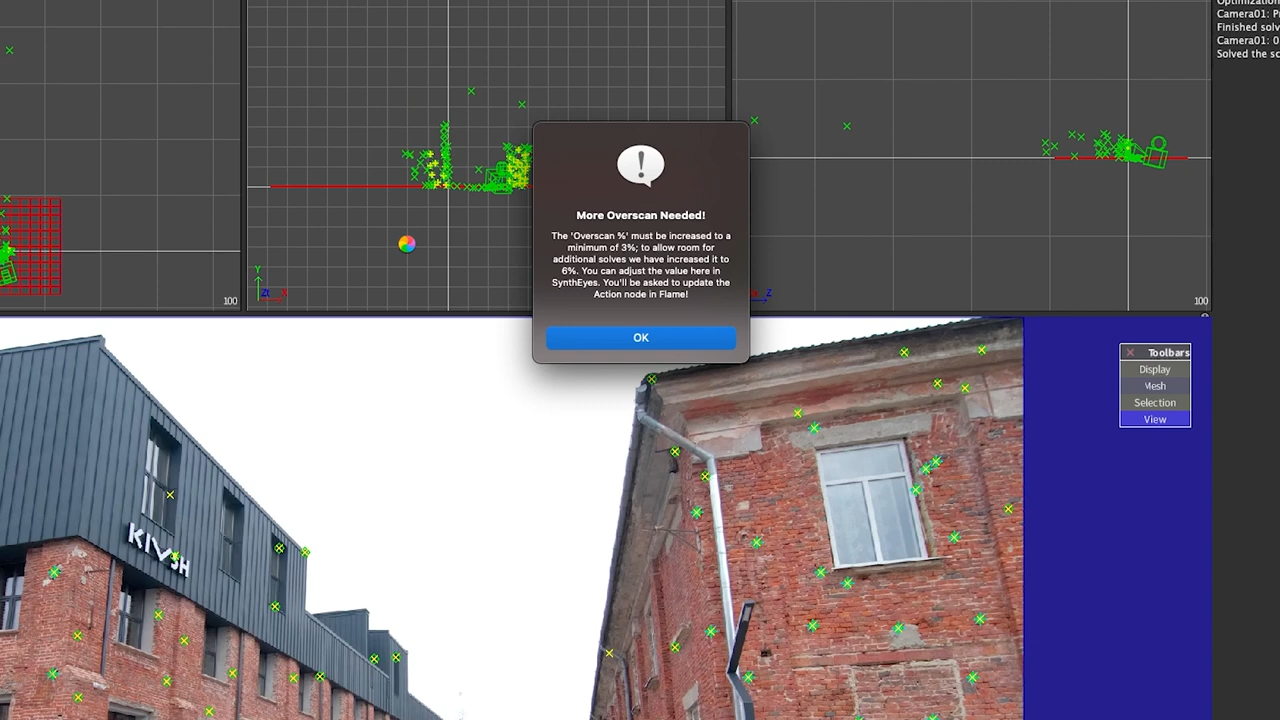 Camera01: P
Finished solv
Camera01: 0
Solved the sc
More Overscan Needed!
The 'Overscan %' must be increased to a
minimum of 3%; to allow room for
additional solves we have increased it to
6%. You can adjust the value here in
SynthEyes. You'll be asked to update the
Action node in Flame!
OK
Y
X
Z
100
100
Toolbars
Display
Mesh
Selection
View